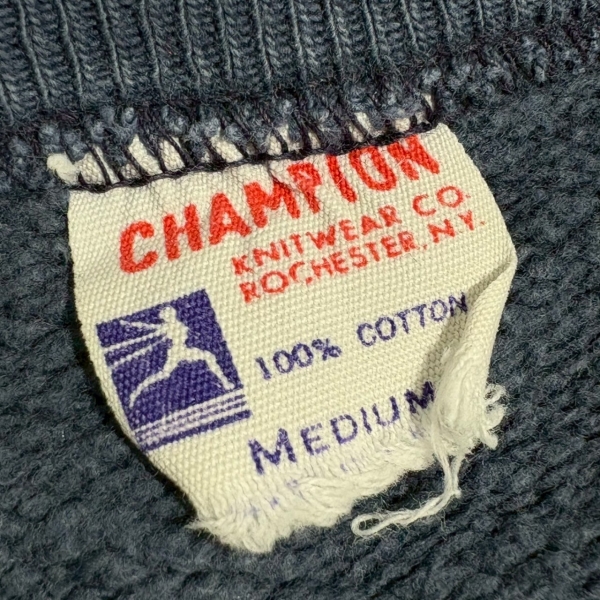 CHAMPION
KNITWEAR CO.
ROCHESTER, N.Y.
100% COTTON
MEDIUM